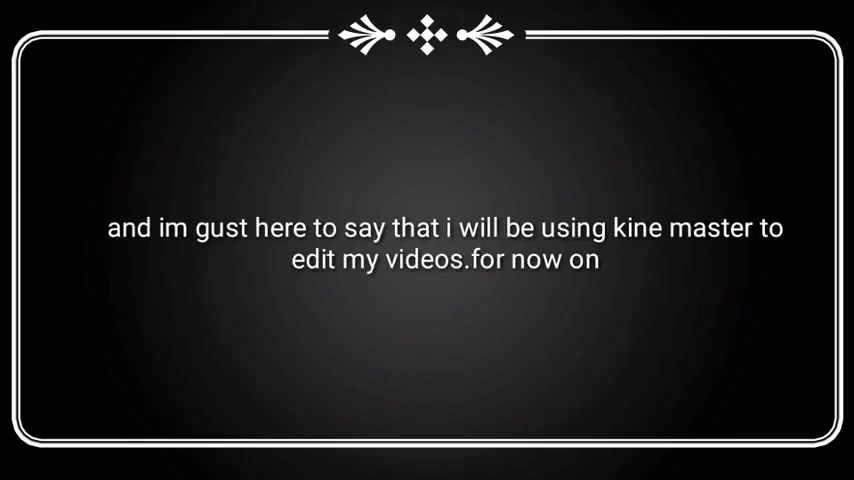 and im gust here to say that i will be using kine master to
edit my videos.for now on